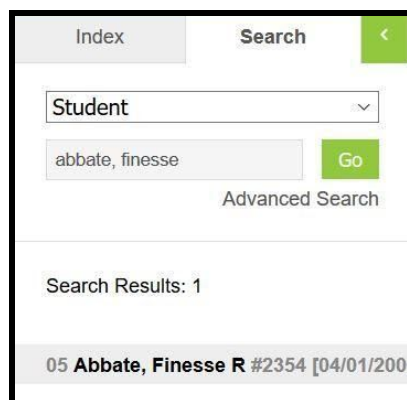 Index Search <
Student
abbate, finesse Go
Advanced Search
Search Results: 1
05 Abbate, Finesse R #2354 [04/01/200